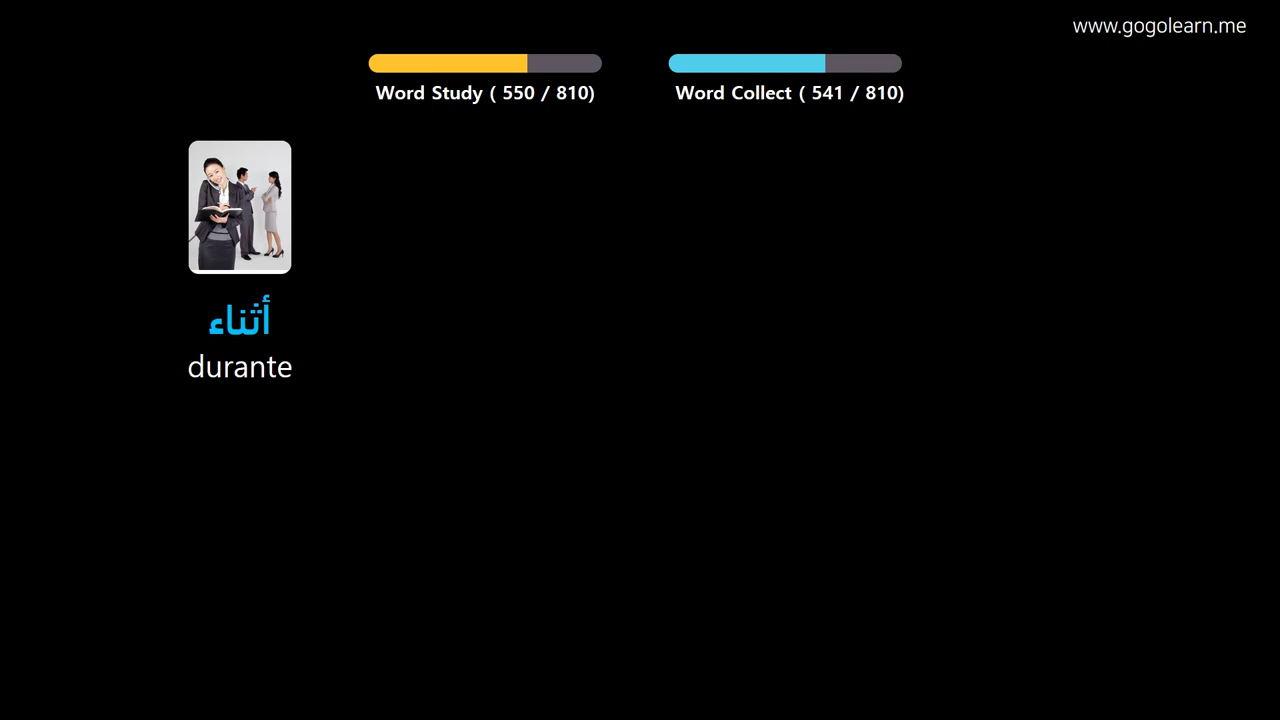 www.gogolearn.me
Word Study ( 550 / 810)
Word Collect ( 541 / 810)
أثناء
durante